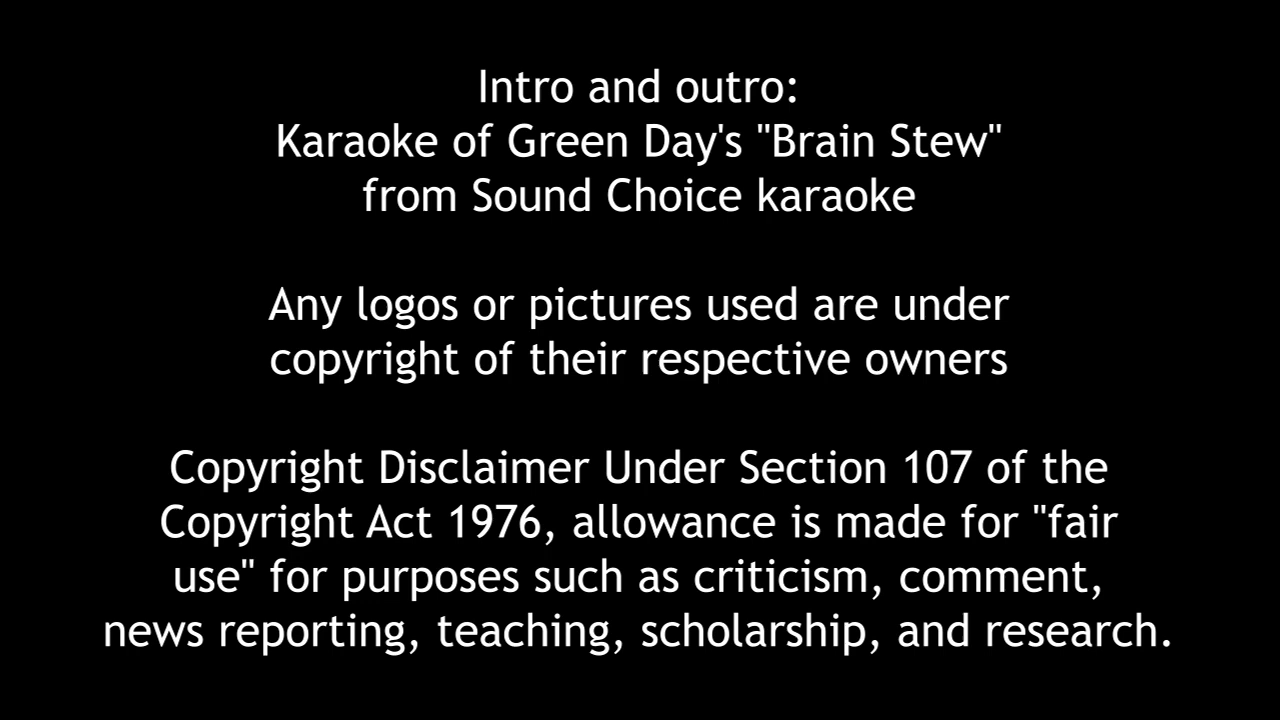 Intro and outro:
Karaoke of Green Day's "Brain Stew"
from Sound Choice karaoke
Any logos or pictures used are under
copyright of their respective owners
Copyright Disclaimer Under Section 107 of the
Copyright Act 1976, allowance is made for "fair
use" for purposes such as criticism, comment,
news reporting, teaching, scholarship, and research.